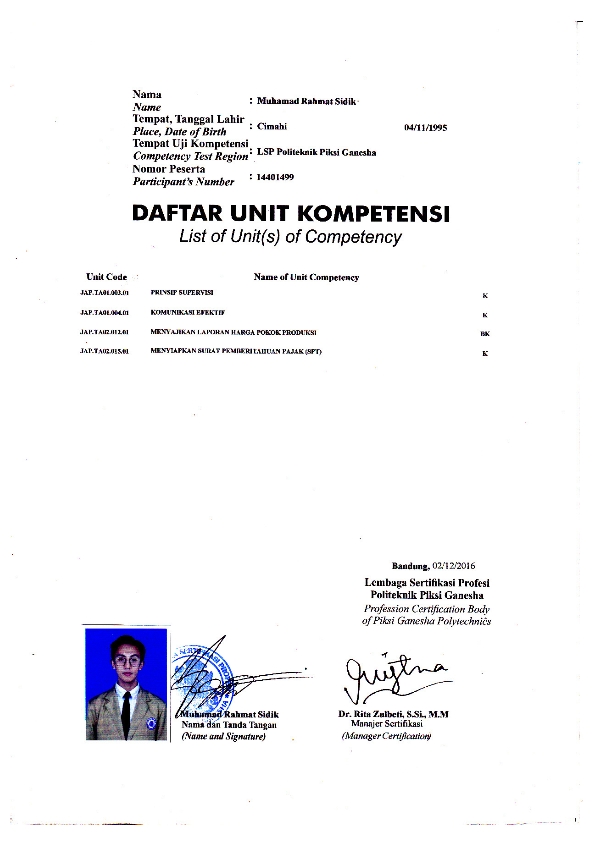 Nama
Name : Muhamad Rahmat Sidik
Tempat, Tanggal Lahir
Place, Date of Birth : Cimahi 04/11/1995
Tempat Uji Kompetensi
Competency Test Region : LSP Politeknik Piksi Ganesha
Nomor Peserta
Participant's Number : 14401499
DAFTAR UNIT KOMPETENSI
List of Unit(s) of Competency
Unit Code : Name of Unit Competency
JAP.TA01.003.01 PRINSIP SUPERVISI K
JAP.TA01.004.01 KOMUNIKASI EFEKTIF K
JAP.TA02.012.01 MENYAJIKAN LAPORAN HARGA POKOK PRODUKSI BK
JAP.TA02.015.01 MENYIAPKAN SURAT PEMBERITAHUAN PAJAK (SPT) K
Bandung, 02/12/2016
Lembaga Sertifikasi Profesi
Politeknik Piksi Ganesha
Profession Certification Body
of Piksi Ganesha Polytechnics
Muhamad Rahmat Sidik
Nama dan Tanda Tangan
(Name and Signature)
Dr. Rita Zulbeti, S.Si., M.M
Manajer Sertifikasi
(Manager Certification)